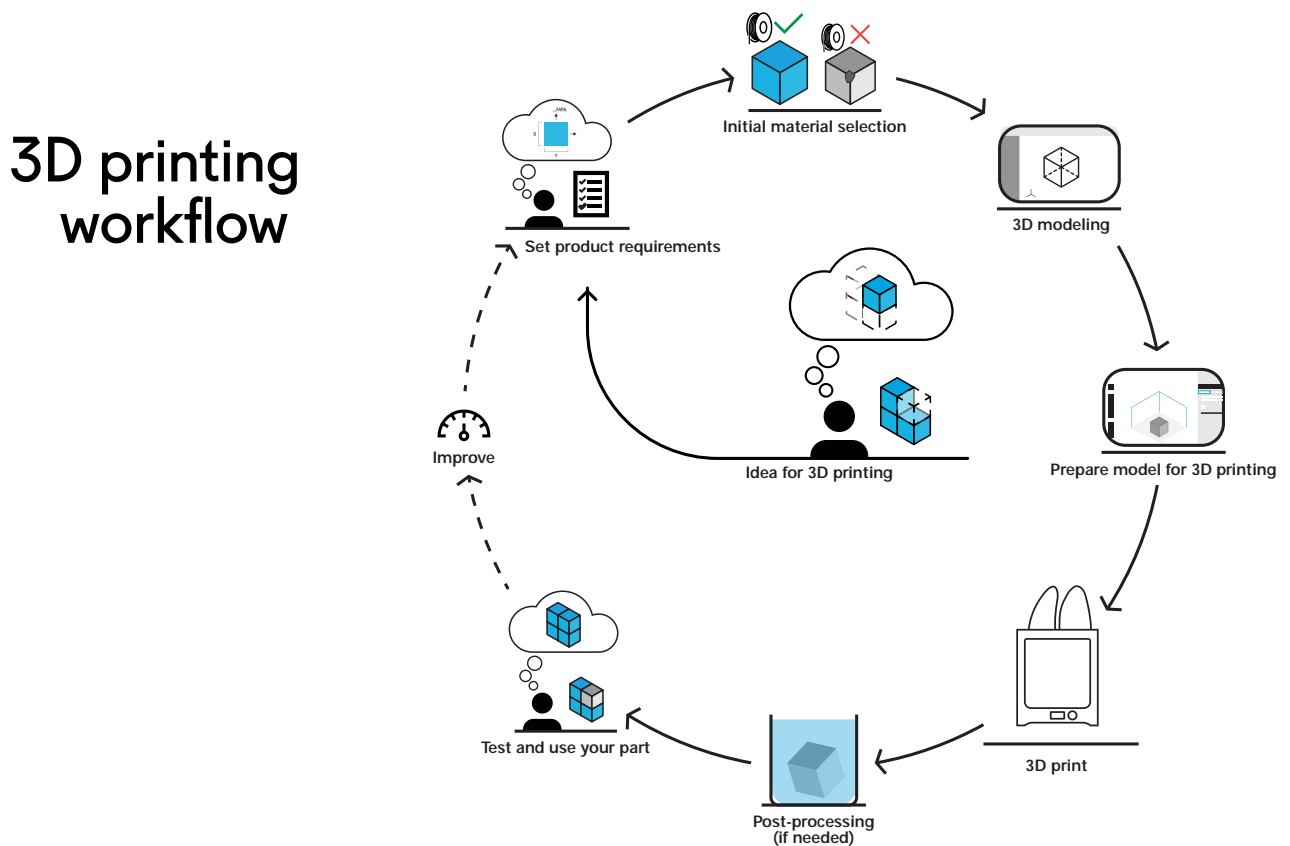 3D printing
workflow
Initial material selection
...MPA
X
Y
Set product requirements
3D modeling
Idea for 3D printing
Prepare model for 3D printing
Improve
Test and use your part
3D print
Post-processing
(if needed)